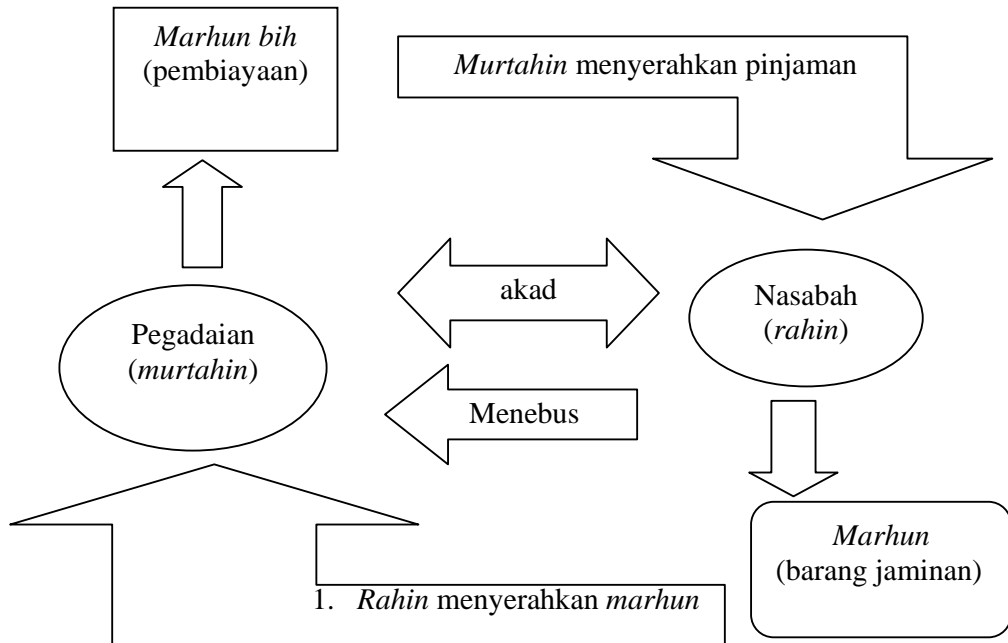 Marhun bih
(pembiayaan)
Murtahin menyerahkan pinjaman
akad
Nasabah
(rahin)
Pegadaian
(murtahin)
Menebus
Marhun
(barang jaminan)
1. Rahin menyerahkan marhun